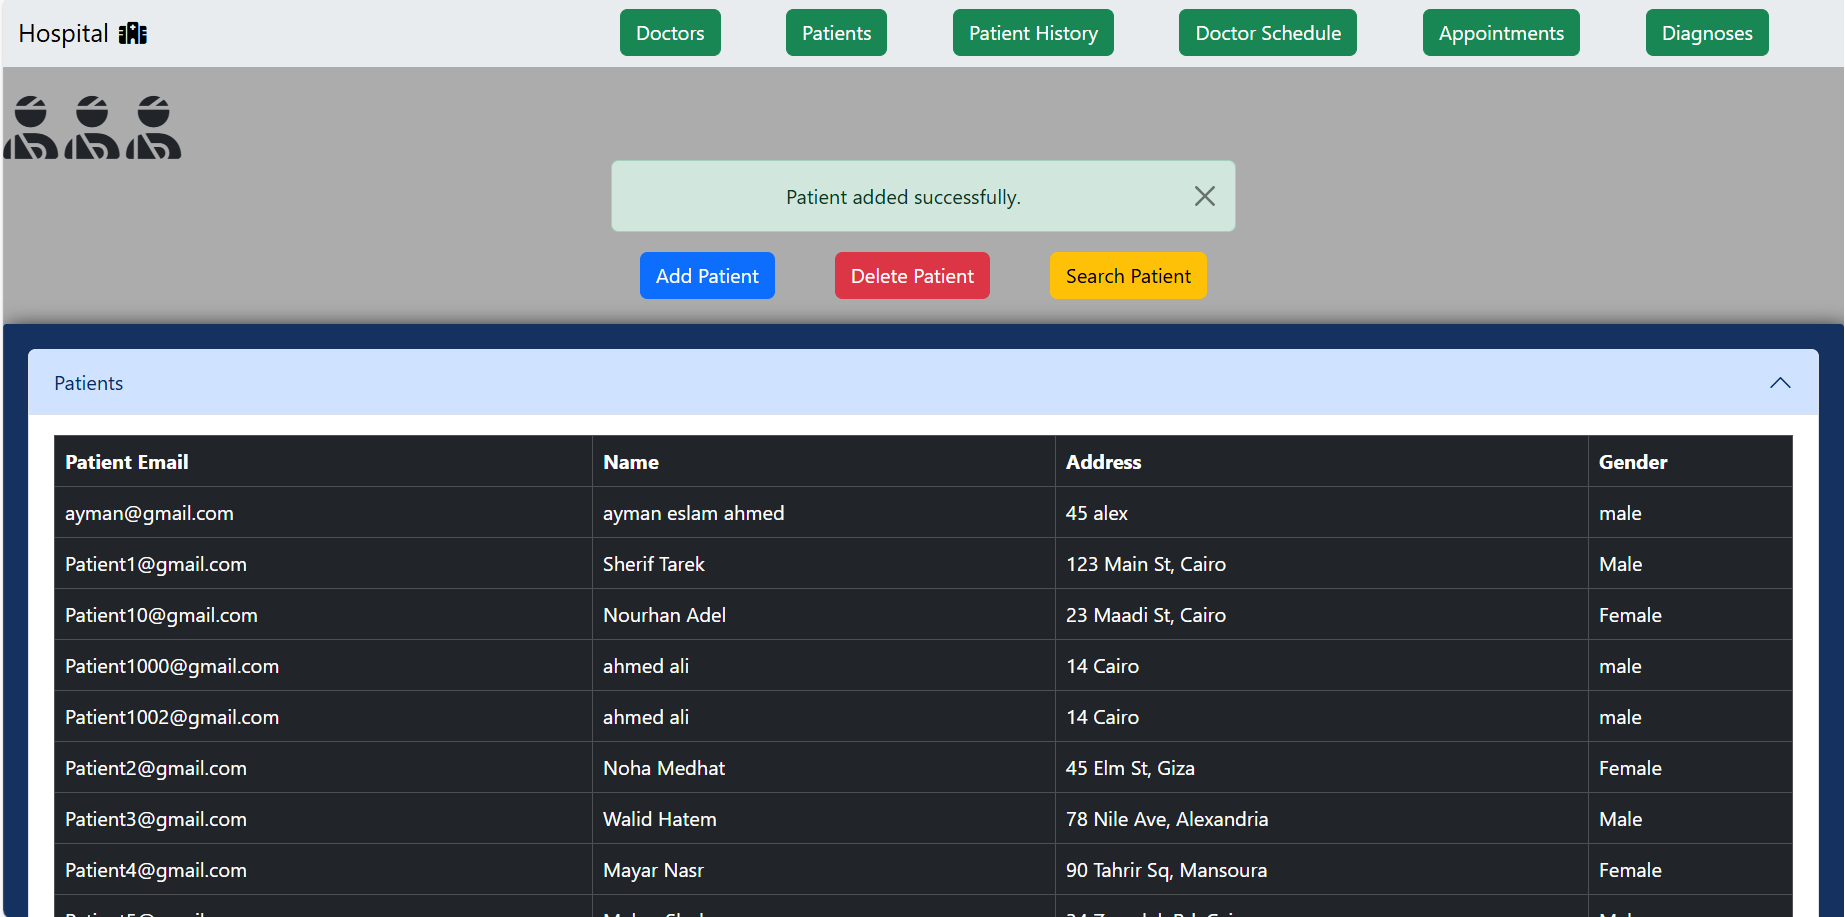 Hospital Doctors Patients Patient History Doctor Schedule Appointments Diagnoses
Patient added successfully.
Add Patient Delete Patient Search Patient
Patients
Patient Email Name Address Gender
ayman@gmail.com ayman eslam ahmed 45 alex male
Patient1@gmail.com Sherif Tarek 123 Main St, Cairo Male
Patient10@gmail.com Nourhan Adel 23 Maadi St, Cairo Female
Patient1000@gmail.com ahmed ali 14 Cairo male
Patient1002@gmail.com ahmed ali 14 Cairo male
Patient2@gmail.com Noha Medhat 45 Elm St, Giza Female
Patient3@gmail.com Walid Hatem 78 Nile Ave, Alexandria Male
Patient4@gmail.com Mayar Nasr 90 Tahrir Sq, Mansoura Female